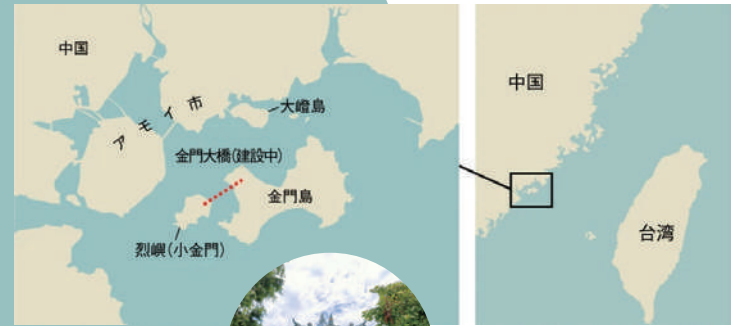 中国
アモイ市
大嶝島
金門大橋(建設中)
金門島
烈嶼(小金門)
中国
台湾